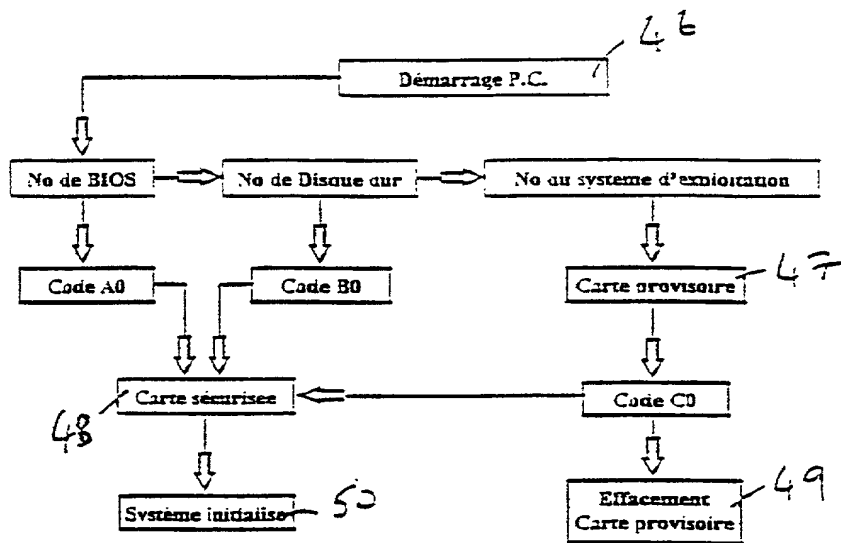 46
Démarrage P.C.
No de BIOS
No de Disque dur
No du système d'exploitation
Code A0
Code B0
Carte provisoire
47
Carte sécurisée
Code C0
48
Système initialisé
50
Effacement
Carte provisoire
49